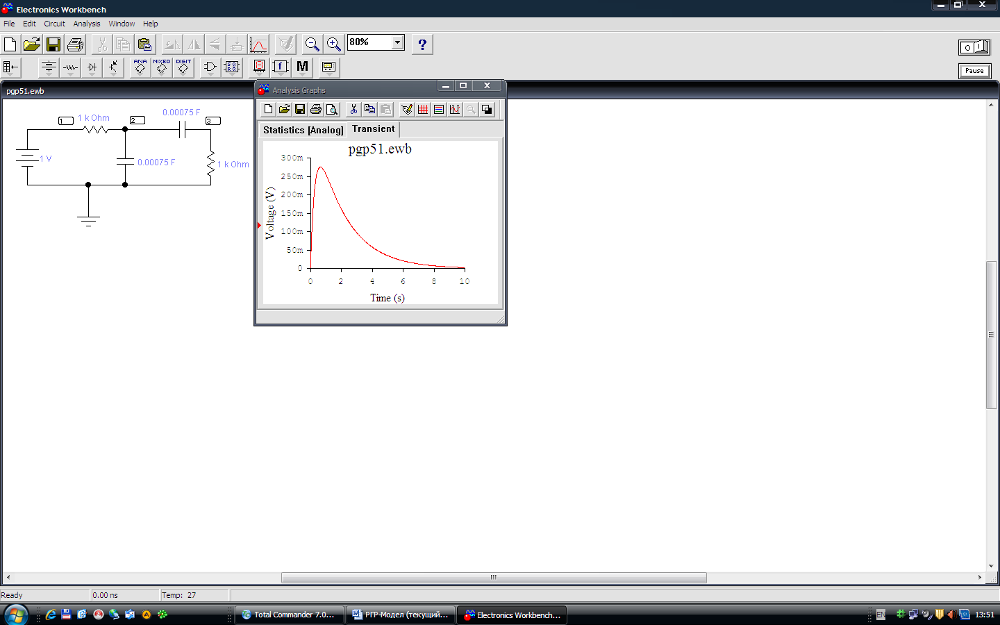 Electronics Workbench
File Edit Circuit Analysis Window Help
80%
?
ANA MIXED DIGIT
M
Pause
pgp51.ewb
1
1 k Ohm
2
0.00075 F
3
1 V
0.00075 F
1 k Ohm
Analysis Graphs
Statistics [Analog] Transient
pgp51.ewb
Voltage (V)
300m
250m
200m
150m
100m
50m
0
0 2 4 6 8 10
Time (s)
Ready 0.00 ns Temp: 27
Total Commander 7.0... РГР-Модел (текущий... Electronics Workbench... EN 13:51